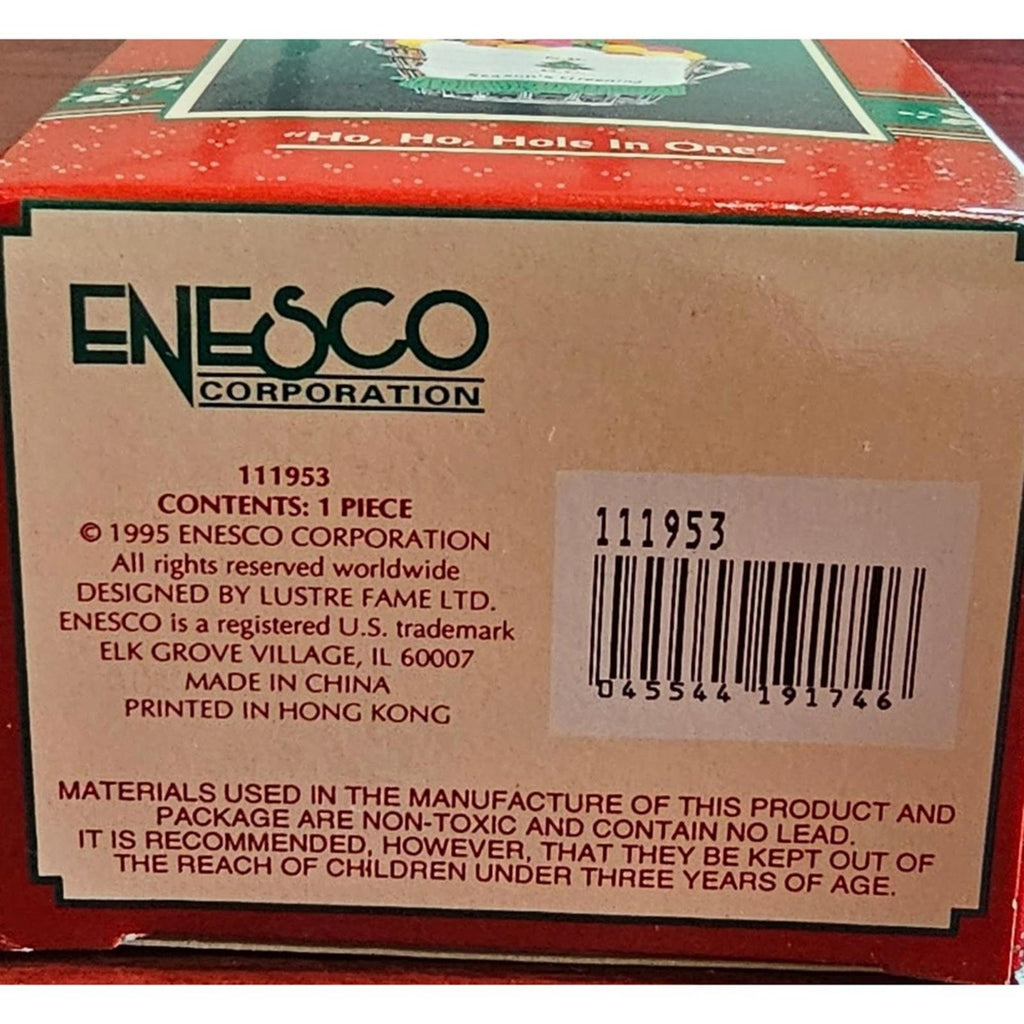 Season's Greening
"Ho, Ho, Hole in One"
ENESCO
CORPORATION
111953
CONTENTS: 1 PIECE
© 1995 ENESCO CORPORATION
All rights reserved worldwide
DESIGNED BY LUSTRE FAME LTD.
ENESCO is a registered U.S. trademark
ELK GROVE VILLAGE, IL 60007
MADE IN CHINA
PRINTED IN HONG KONG
111953
045544 191746
MATERIALS USED IN THE MANUFACTURE OF THIS PRODUCT AND
PACKAGE ARE NON-TOXIC AND CONTAIN NO LEAD.
IT IS RECOMMENDED, HOWEVER, THAT THEY BE KEPT OUT OF
THE REACH OF CHILDREN UNDER THREE YEARS OF AGE.